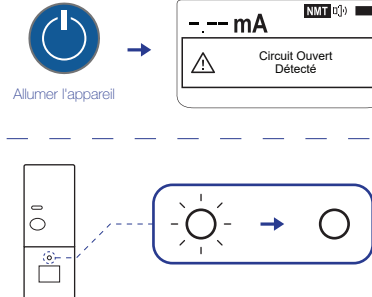 -.-- mA
NMT
Circuit Ouvert
Détecté
Allumer l'appareil